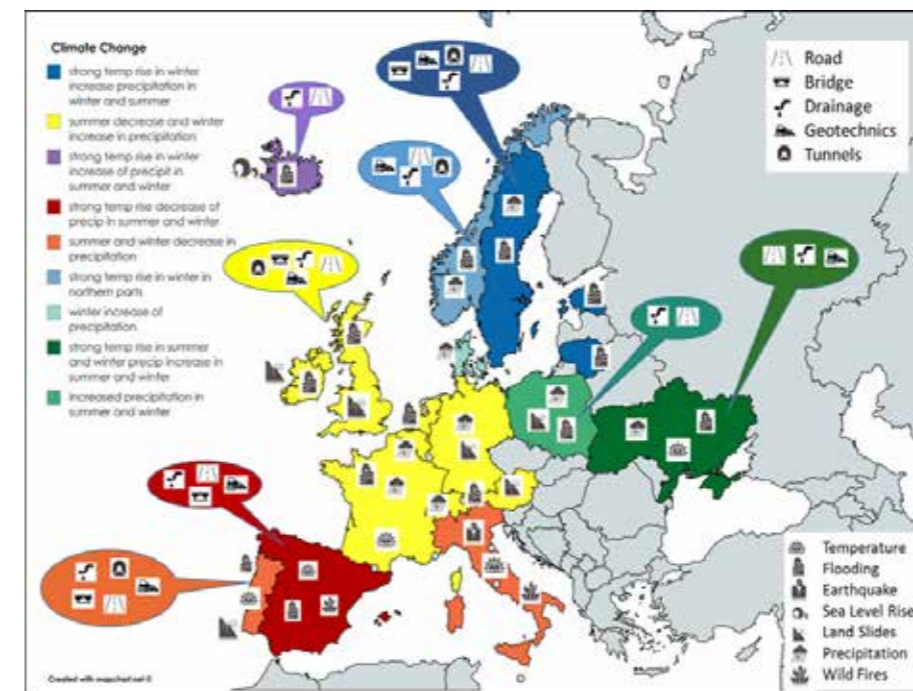 Climate Change
strong temp rise in winter
increase precipitation in
winter and summer
summer decrease and winter
increase in precipitation
strong temp rise in winter
increase of precipit in
summer and winter
strong temp rise decrease of
precip in summer and winter
summer and winter decrease in
precipitation
strong temp rise in winter in
northern parts
winter increase of
precipitation
strong temp rise in summer
and winter precip increase in
summer and winter
increased precipitation in
summer and winter
Road
Bridge
Drainage
Geotechnics
Tunnels
Temperature
Flooding
Earthquake
Sea Level Rise
Land Slides
Precipitation
Wild Fires
Created with mapchart.net ©